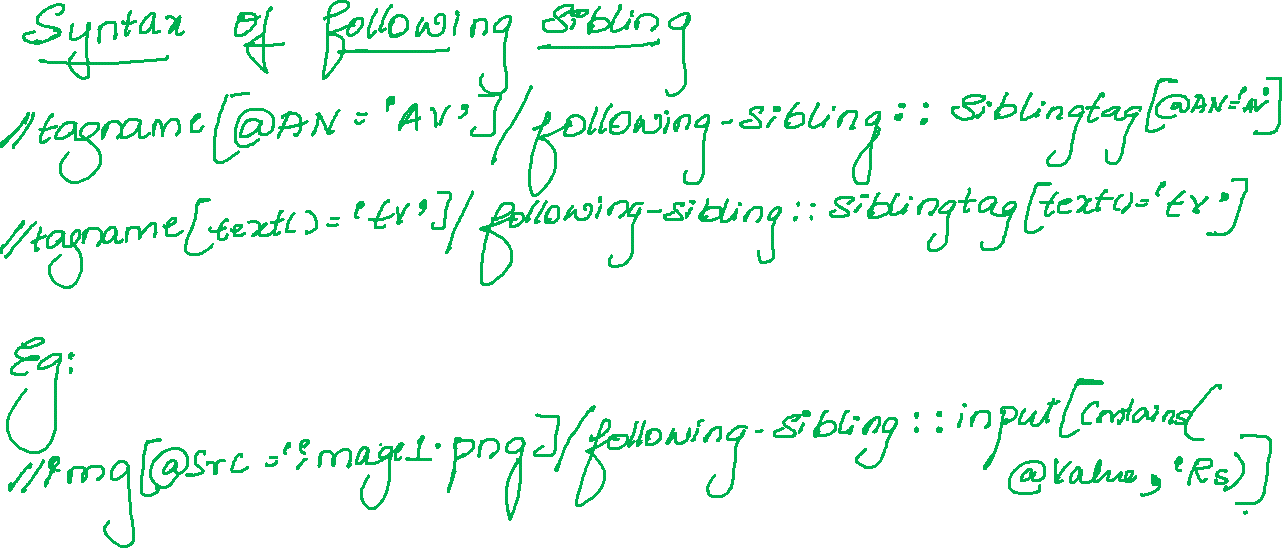 Syntax of following sibling
//tagname[@AN='AV']/following-sibling::siblingtag[@AN='AV']
//tagname[text()='tv']/following-sibling::siblingtag[text()='tv']
Eg:
//img[@src='image1.png]/following-sibling::input[contains(
@value,'Rs)]